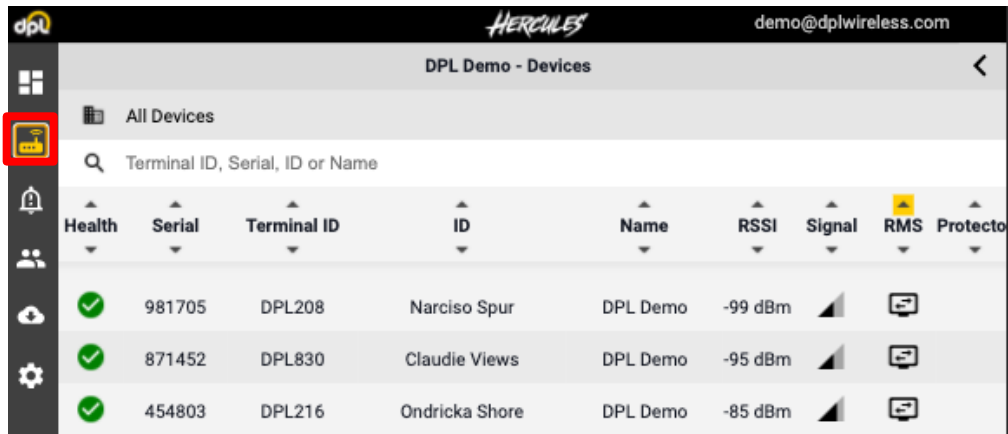 dpl HERCULES demo@dplwireless.com
DPL Demo - Devices
All Devices
Terminal ID, Serial, ID or Name
Health Serial Terminal ID ID Name RSSI Signal RMS Protecto
981705 DPL208 Narciso Spur DPL Demo -99 dBm
871452 DPL830 Claudie Views DPL Demo -95 dBm
454803 DPL216 Ondricka Shore DPL Demo -85 dBm